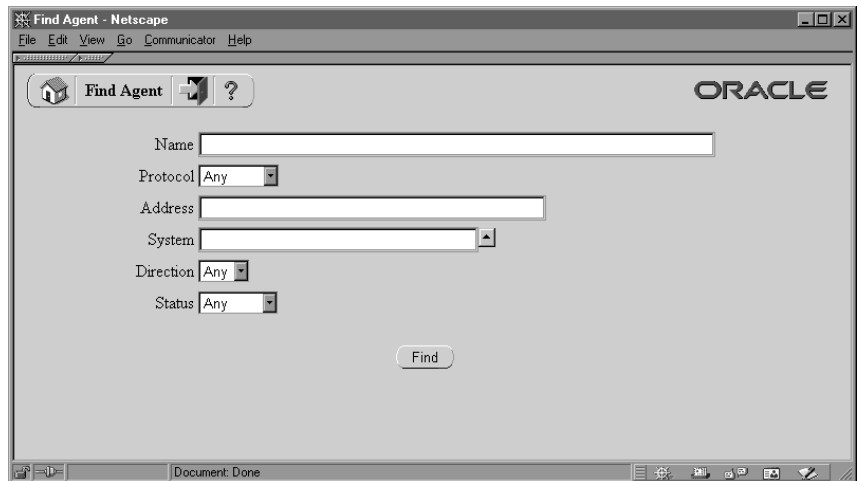 Find Agent - Netscape
File Edit View Go Communicator Help
Find Agent ?
ORACLE
Name
Protocol Any
Address
System
Direction Any
Status Any
Find
Document: Done